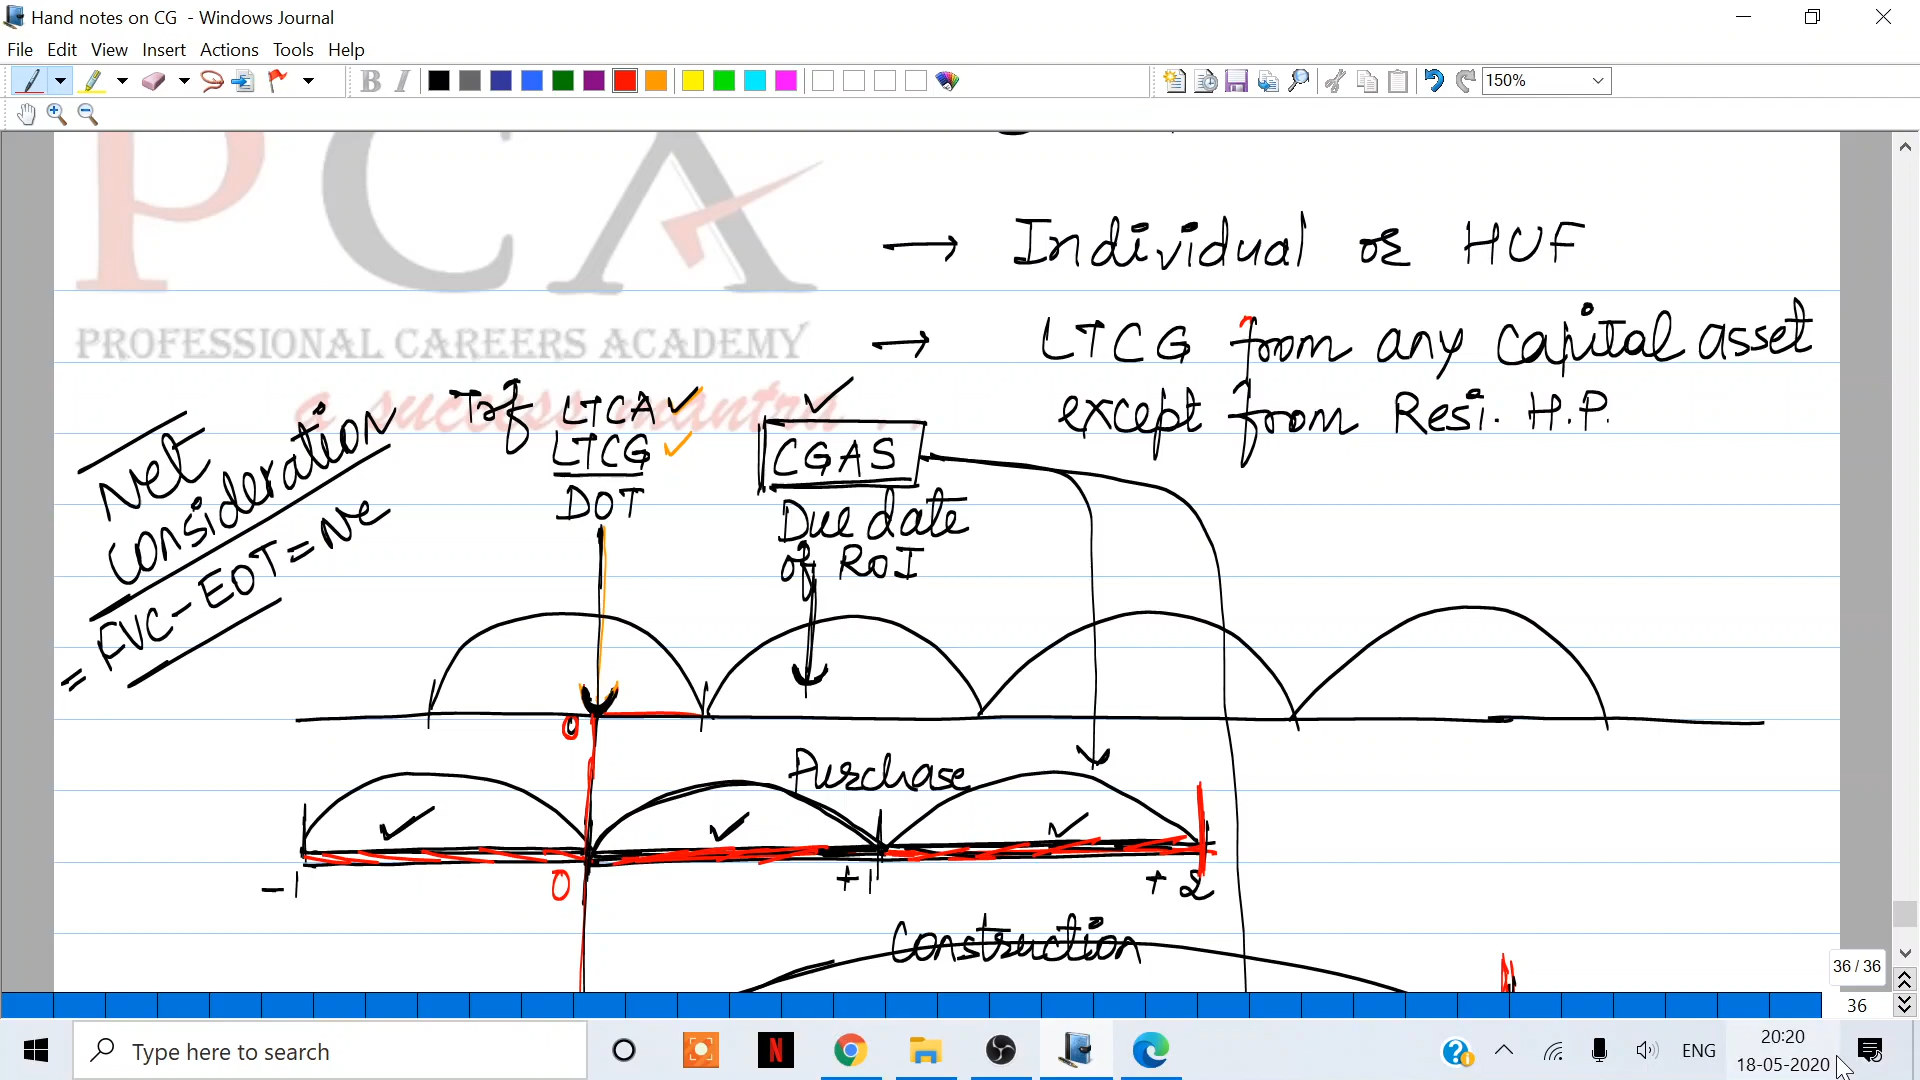 Hand notes on CG - Windows Journal
File Edit View Insert Actions Tools Help
B I
150%
PCA
PROFESSIONAL CAREERS ACADEMY
a success mantra ...
→ Individual or HUF
→ LTCG from any capital asset
except from Resi. H.P.
Trf LTCA ✓
LTCG ✓
DOT
✓
CGAS
Due date
of ROI
Net
Consideration
= FVC - EOT = NC
0
Purchase
✓ ✓ ✓
-1 0 +1 +2
Construction
36 / 36
36
Type here to search
N
ENG
20:20
18-05-2020